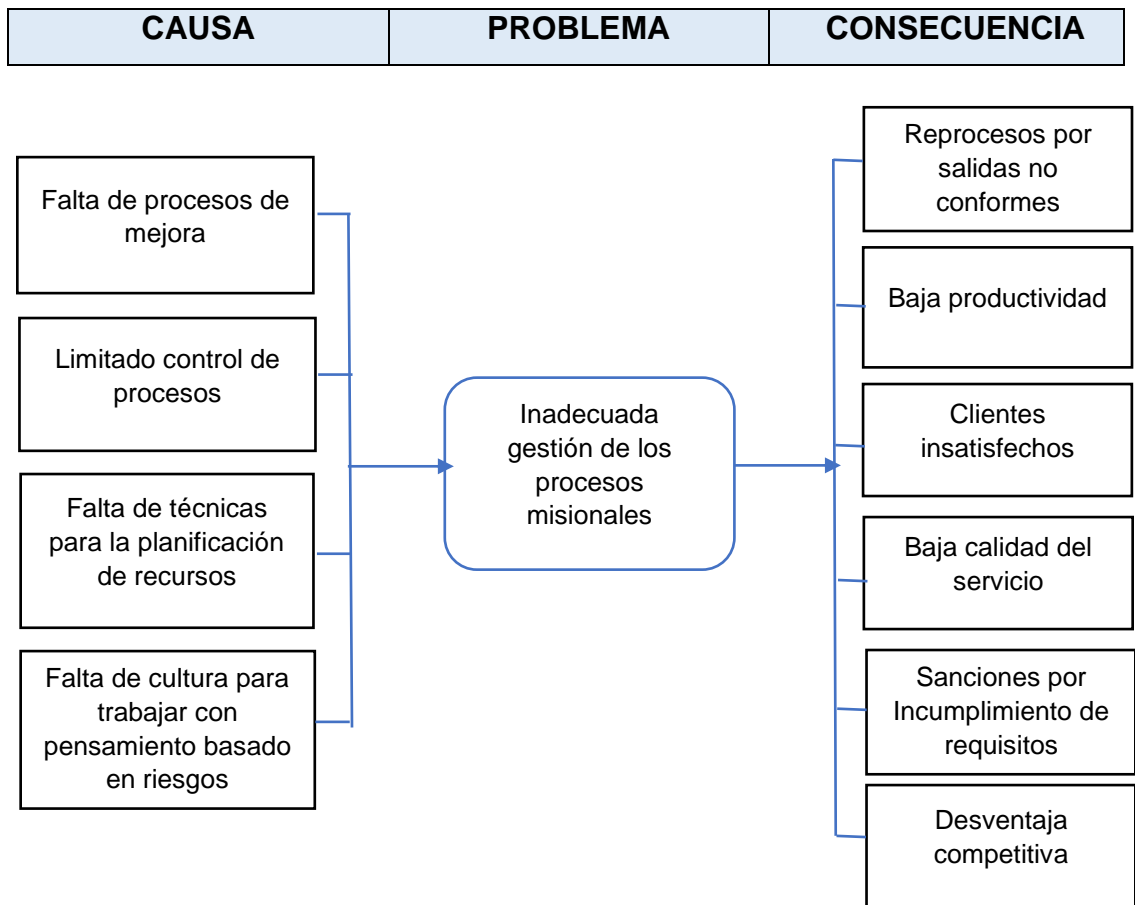 CAUSA
PROBLEMA
CONSECUENCIA
Falta de procesos de
mejora
Limitado control de
procesos
Falta de técnicas
para la planificación
de recursos
Falta de cultura para
trabajar con
pensamiento basado
en riesgos
Inadecuada
gestión de los
procesos
misionales
Reprocesos por
salidas no
conformes
Baja productividad
Clientes
insatisfechos
Baja calidad del
servicio
Sanciones por
Incumplimiento de
requisitos
Desventaja
competitiva